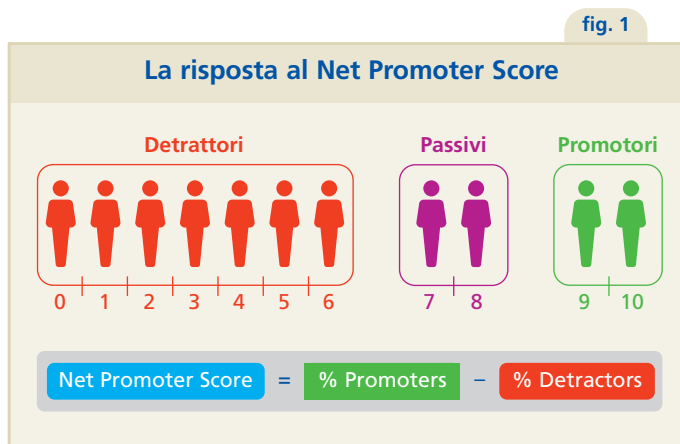 fig. 1
La risposta al Net Promoter Score
Detrattori Passivi Promotori
0 1 2 3 4 5 6 7 8 9 10
Net Promoter Score = % Promoters – % Detractors